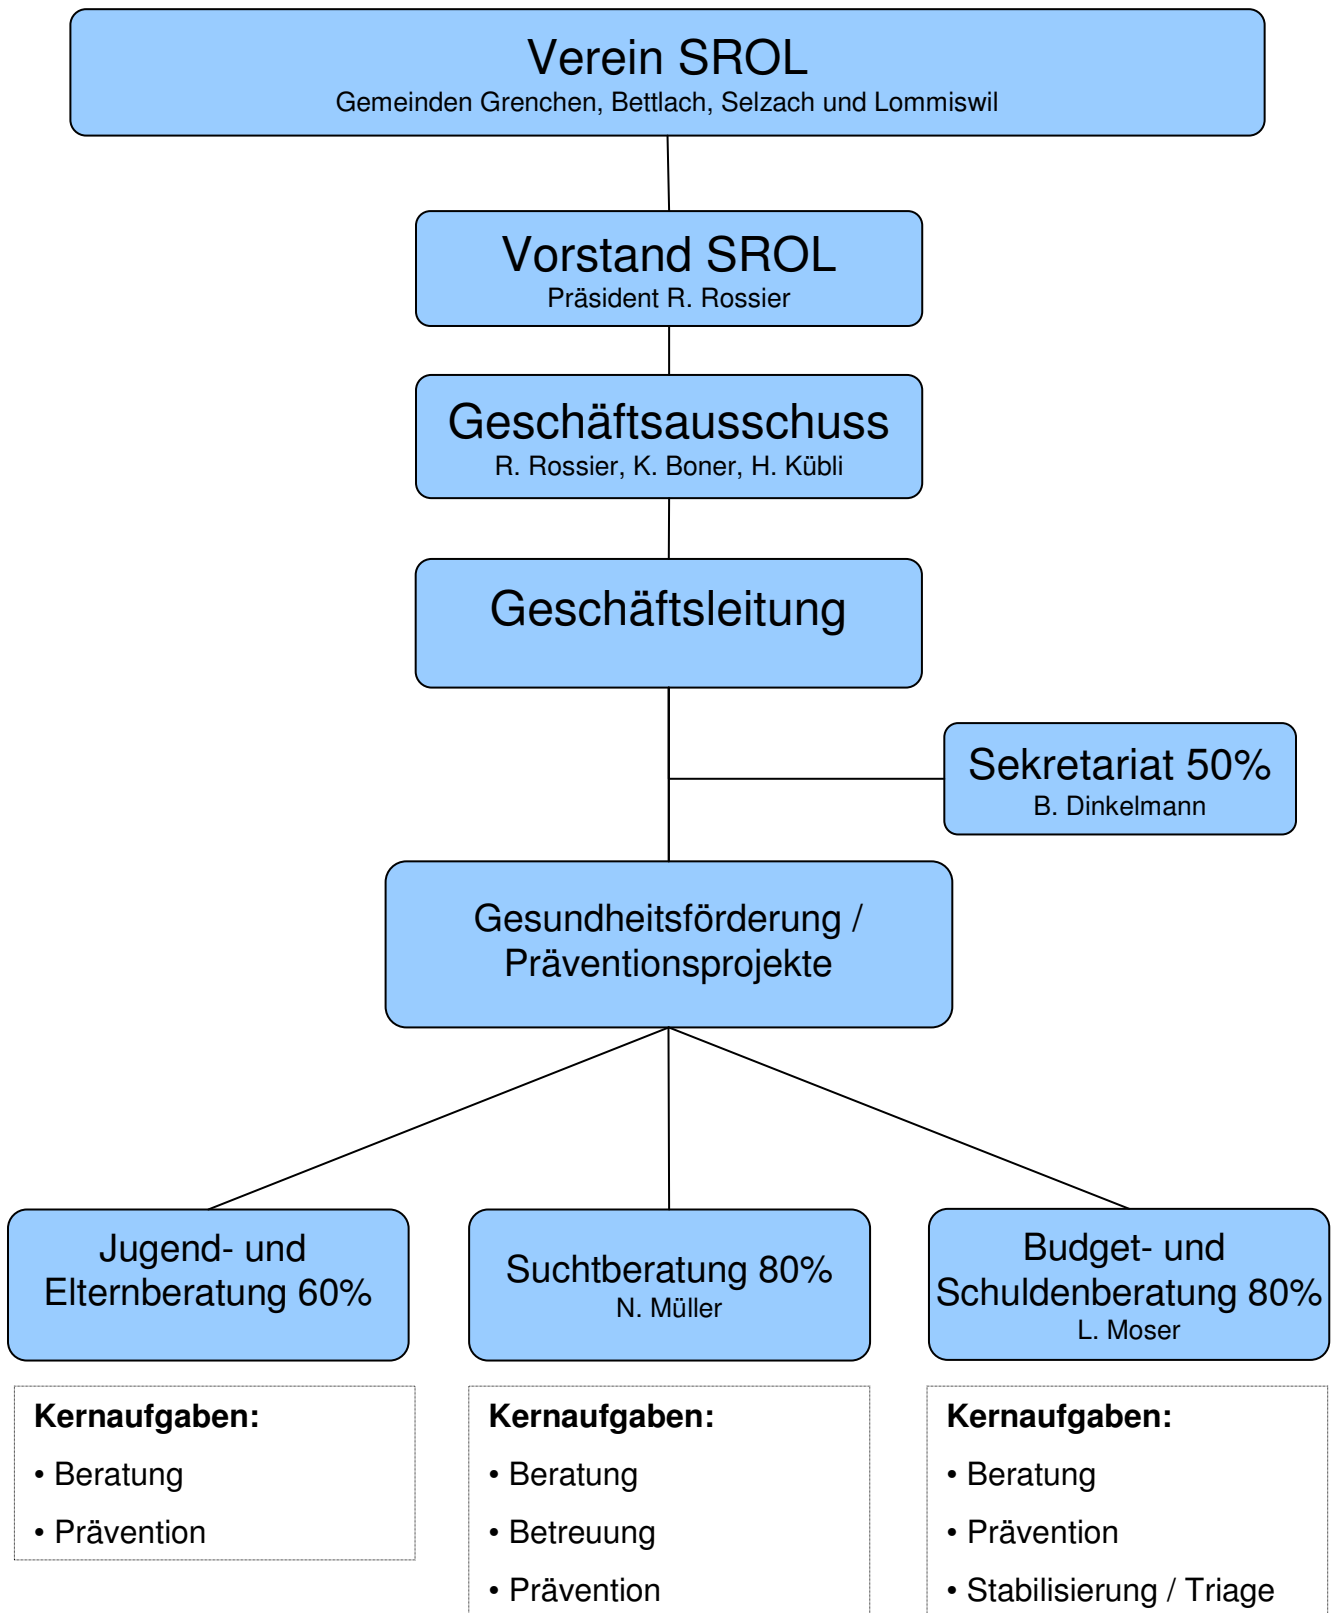 Verein SROL
Gemeinden Grenchen, Bettlach, Selzach und Lommiswil
Vorstand SROL
Präsident R. Rossier
Geschäftsausschuss
R. Rossier, K. Boner, H. Kübli
Geschäftsleitung
Sekretariat 50%
B. Dinkelmann
Gesundheitsförderung /
Präventionsprojekte
Jugend- und
Elternberatung 60%
Suchtberatung 80%
N. Müller
Budget- und
Schuldenberatung 80%
L. Moser
Kernaufgaben:
• Beratung
• Prävention
Kernaufgaben:
• Beratung
• Betreuung
• Prävention
Kernaufgaben:
• Beratung
• Prävention
• Stabilisierung / Triage